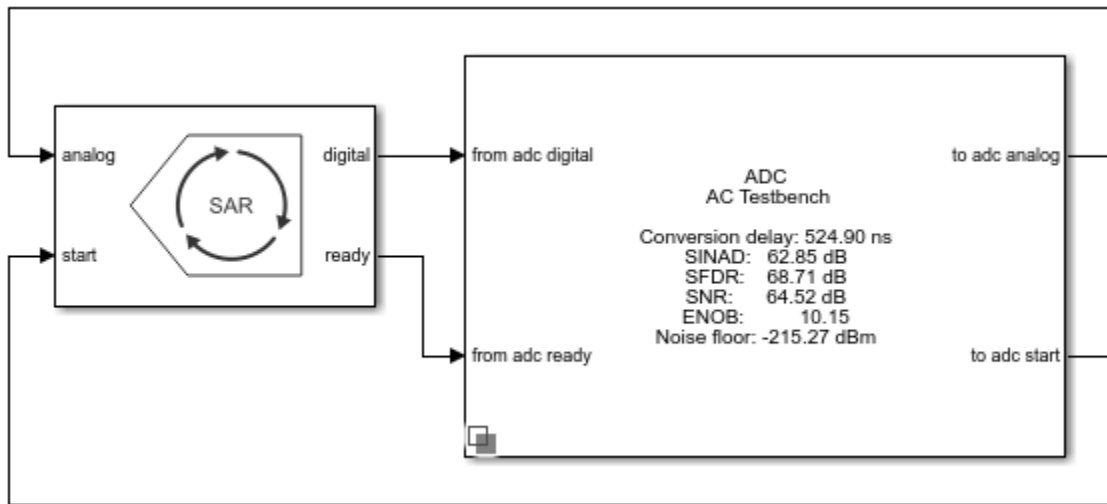 analog
start
SAR
digital
ready
from adc digital
from adc ready
ADC
AC Testbench
Conversion delay: 524.90 ns
SINAD: 62.85 dB
SFDR: 68.71 dB
SNR: 64.52 dB
ENOB: 10.15
Noise floor: -215.27 dBm
to adc analog
to adc start